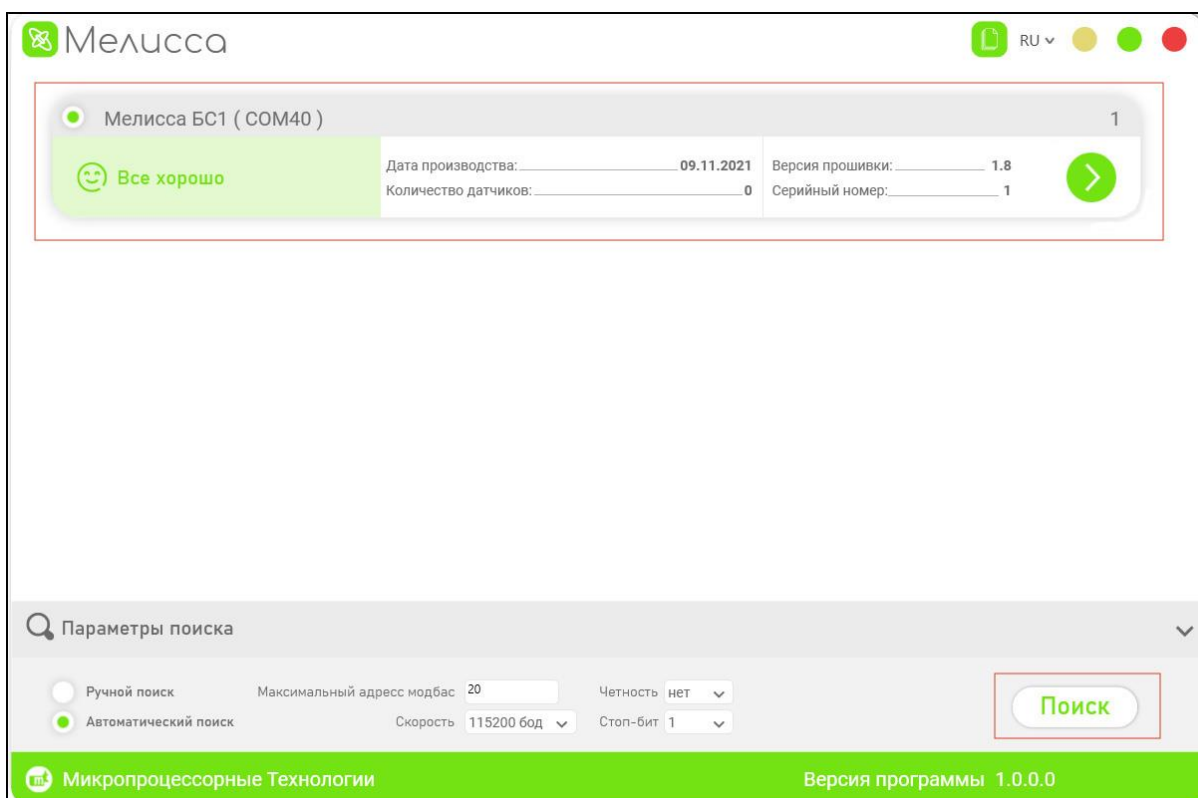 Мелисса
RU
Мелисса БС1 ( COM40 )
1
Все хорошо
Дата производства: 09.11.2021
Количество датчиков: 0
Версия прошивки: 1.8
Серийный номер: 1
Параметры поиска
Ручной поиск
Автоматический поиск
Максимальный адресс модбас 20
Скорость 115200 бод
Четность нет
Стоп-бит 1
Поиск
Микропроцессорные Технологии
Версия программы 1.0.0.0